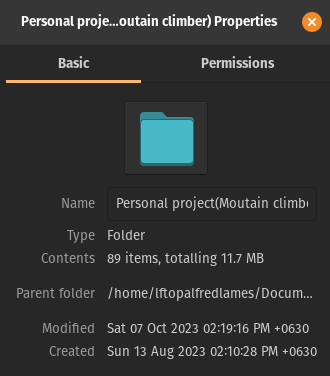 Personal proje...outain climber) Properties
Basic
Permissions
Name Personal project(Moutain climb
Type Folder
Contents 89 items, totalling 11.7 MB
Parent folder /home/lftopalfredlames/Docum...
Modified Sat 07 Oct 2023 02:19:16 PM +0630
Created Sun 13 Aug 2023 02:10:28 PM +0630